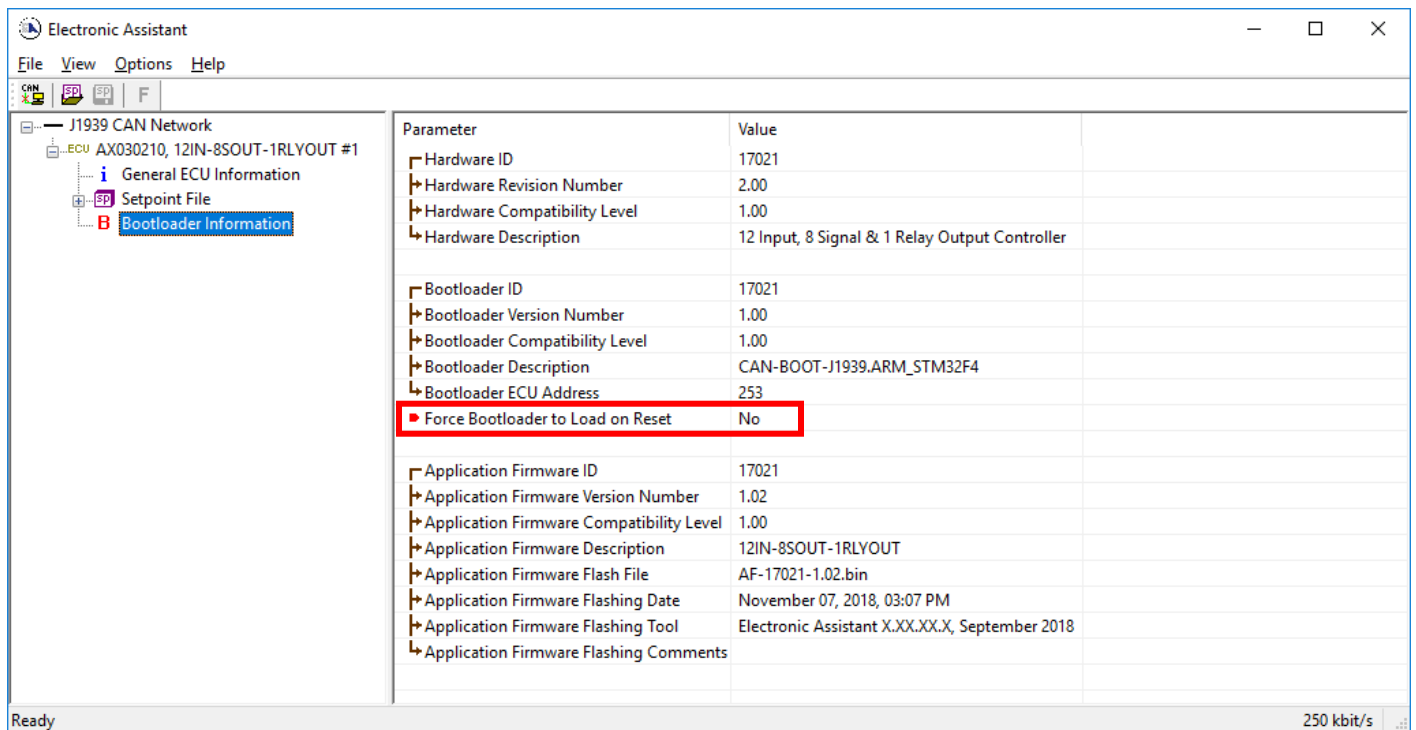 Electronic Assistant
File View Options Help
CAN SP SP F
J1939 CAN Network
ECU AX030210, 12IN-8SOUT-1RLYOUT #1
i General ECU Information
SP Setpoint File
B Bootloader Information
Parameter Value
Hardware ID 17021
Hardware Revision Number 2.00
Hardware Compatibility Level 1.00
Hardware Description 12 Input, 8 Signal & 1 Relay Output Controller
Bootloader ID 17021
Bootloader Version Number 1.00
Bootloader Compatibility Level 1.00
Bootloader Description CAN-BOOT-J1939.ARM_STM32F4
Bootloader ECU Address 253
Force Bootloader to Load on Reset No
Application Firmware ID 17021
Application Firmware Version Number 1.02
Application Firmware Compatibility Level 1.00
Application Firmware Description 12IN-8SOUT-1RLYOUT
Application Firmware Flash File AF-17021-1.02.bin
Application Firmware Flashing Date November 07, 2018, 03:07 PM
Application Firmware Flashing Tool Electronic Assistant X.XX.XX.X, September 2018
Application Firmware Flashing Comments
Ready 250 kbit/s